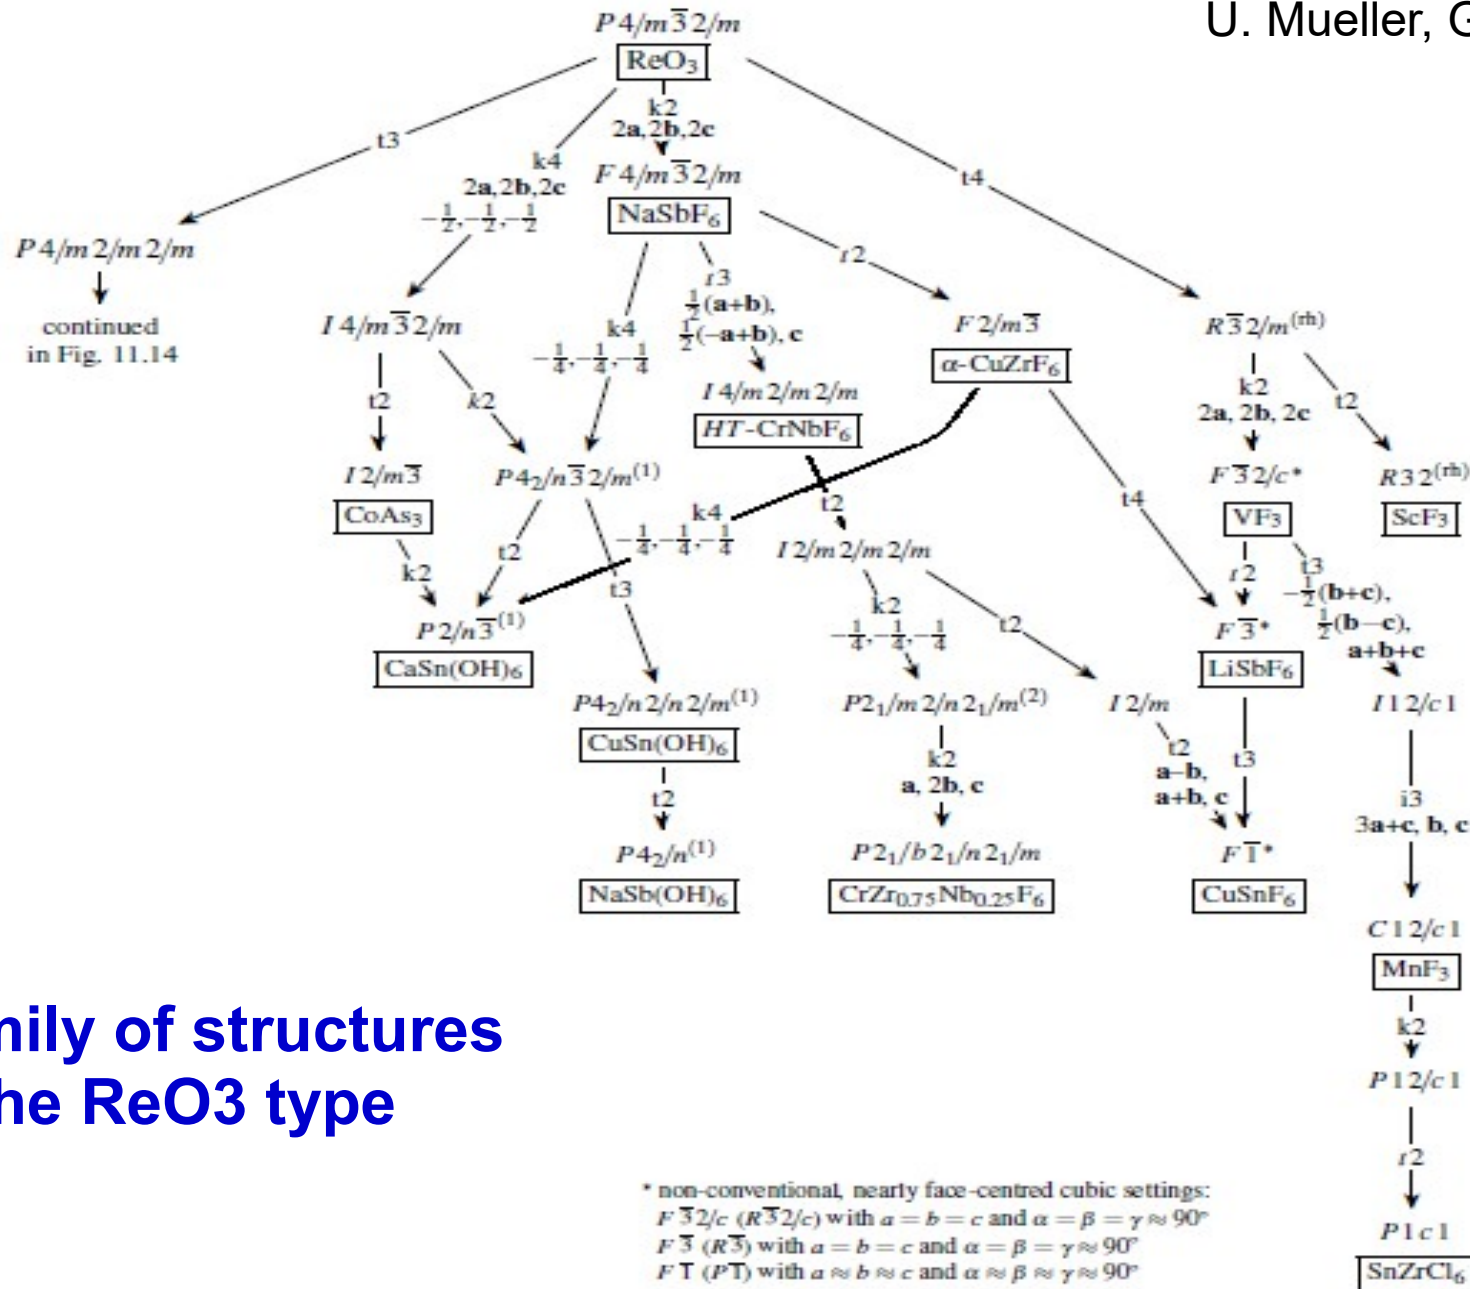 U. Mueller, G
P4/m3̅2/m
ReO₃
k2
2a,2b,2c
t3
k4
2a,2b,2c
−½,−½,−½
t4
F4/m3̅2/m
NaSbF₆
P4/m2/m2/m
continued
in Fig. 11.14
r2
t3
½(a+b),
½(−a+b), c
k4
−¼,−¼,−¼
I4/m3̅2/m
F2/m3̅
α-CuZrF₆
R3̅2/m(rh)
t2
k2
I4/m2/m2/m
HT-CrNbF₆
k2
2a, 2b, 2c
t2
I2/m3̅
CoAs₃
P4₂/n3̅2/m(1)
t2
k4
−¼,−¼,−¼
t4
F3̅2/c*
VF₃
R32(rh)
ScF₃
k2
t2
t3
I2/m2/m2/m
r2
t3
−½(b+c),
½(b−c),
a+b+c
P2/n3̅(1)
CaSn(OH)₆
k2
−¼,−¼,−¼
t2
F3̅*
LiSbF₆
P4₂/n2/n2/m(1)
CuSn(OH)₆
P2₁/m2/n2₁/m(2)
I2/m
I12/c1
t2
k2
a, 2b, c
t2
a−b,
a+b, c
t3
i3
3a+c, b, c
P4₂/n(1)
NaSb(OH)₆
P2₁/b2₁/n2₁/m
CrZr₀.₇₅Nb₀.₂₅F₆
F1̅*
CuSnF₆
C12/c1
MnF₃
k2
P12/c1
r2
P1c1
SnZrCl₆
mily of structures
he ReO3 type
* non-conventional, nearly face-centred cubic settings:
F3̅2/c (R3̅2/c) with a = b = c and α = β = γ ≈ 90°
F3̅ (R3̅) with a = b = c and α = β = γ ≈ 90°
F1̅ (P1̅) with a ≈ b ≈ c and α ≈ β ≈ γ ≈ 90°